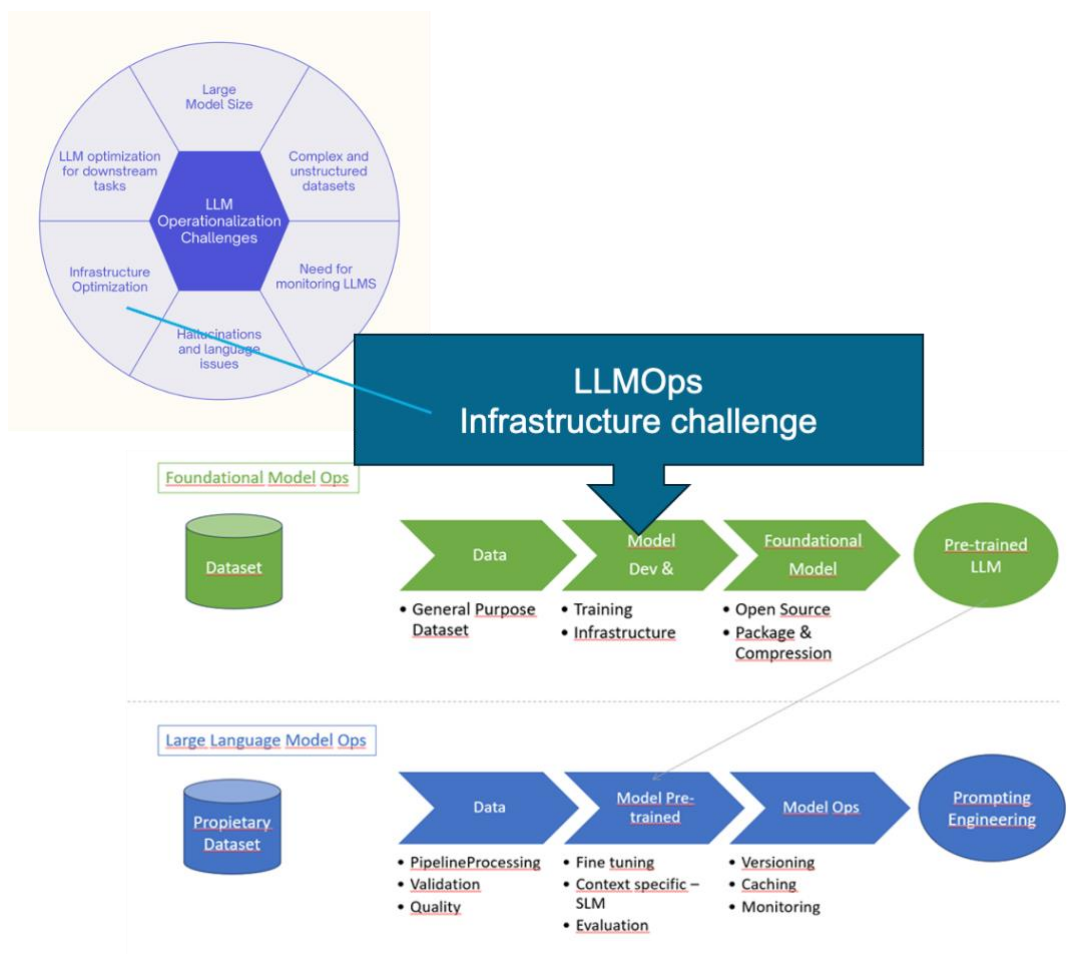 Large
Model Size
LLM optimization
for downstream
tasks
Complex and
unstructured
datasets
LLM
Operationalization
Challenges
Infrastructure
Optimization
Need for
monitoring LLMS
Hallucinations
and language
issues
LLMOps
Infrastructure challenge
Foundational Model Ops
Dataset
Data
• General Purpose
Dataset
Model
Dev &
• Training
• Infrastructure
Foundational
Model
• Open Source
• Package &
Compression
Pre-trained
LLM
Large Language Model Ops
Propietary
Dataset
Data
• PipelineProcessing
• Validation
• Quality
Model Pre-
trained
• Fine tuning
• Context specific –
SLM
• Evaluation
Model Ops
• Versioning
• Caching
• Monitoring
Prompting
Engineering